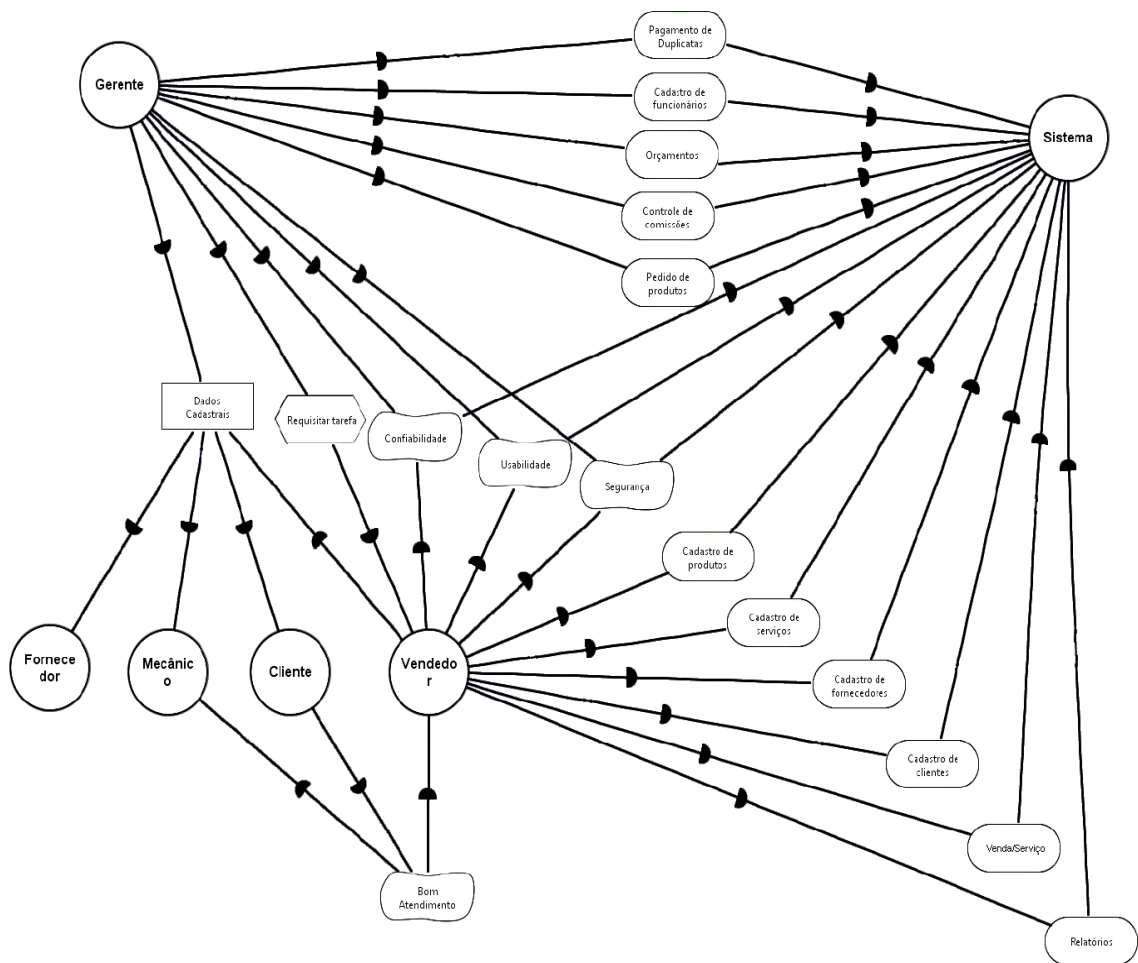 Pagamento de
Duplicatas
Gerente
Cadastro de
funcionários
Sistema
Orçamentos
Controle de
comissões
Pedido de
produtos
Dados
Cadastrais
Requisitar tarefa
Confiabilidade
Usabilidade
Segurança
Cadastro de
produtos
Cadastro de
serviços
Fornece
dor
Mecânic
o
Cliente
Vendedo
r
Cadastro de
fornecedores
Cadastro de
clientes
Venda/Serviço
Bom
Atendimento
Relatórios